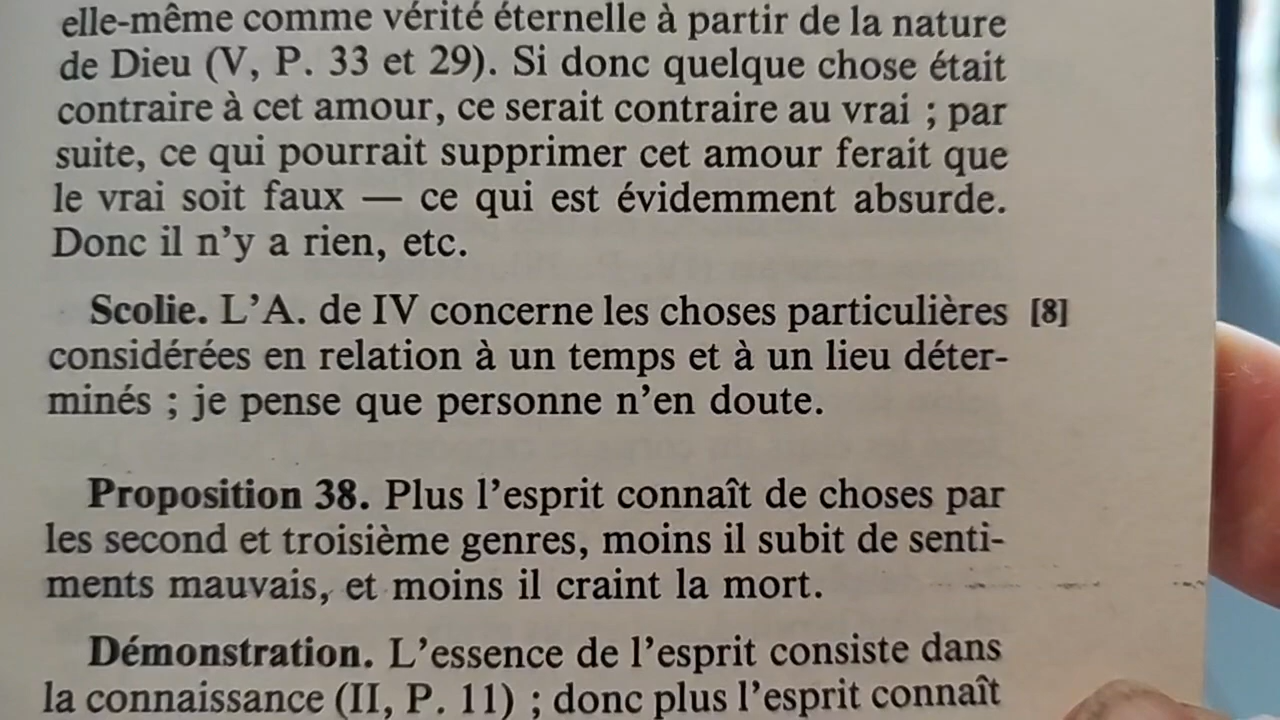 elle-même comme vérité éternelle à partir de la nature
de Dieu (V, P. 33 et 29). Si donc quelque chose était
contraire à cet amour, ce serait contraire au vrai ; par
suite, ce qui pourrait supprimer cet amour ferait que
le vrai soit faux — ce qui est évidemment absurde.
Donc il n'y a rien, etc.
Scolie. L'A. de IV concerne les choses particulières [8]
considérées en relation à un temps et à un lieu déter-
minés ; je pense que personne n'en doute.
Proposition 38. Plus l'esprit connaît de choses par
les second et troisième genres, moins il subit de senti-
ments mauvais, et moins il craint la mort.
Démonstration. L'essence de l'esprit consiste dans
la connaissance (II, P. 11) ; donc plus l'esprit connaît